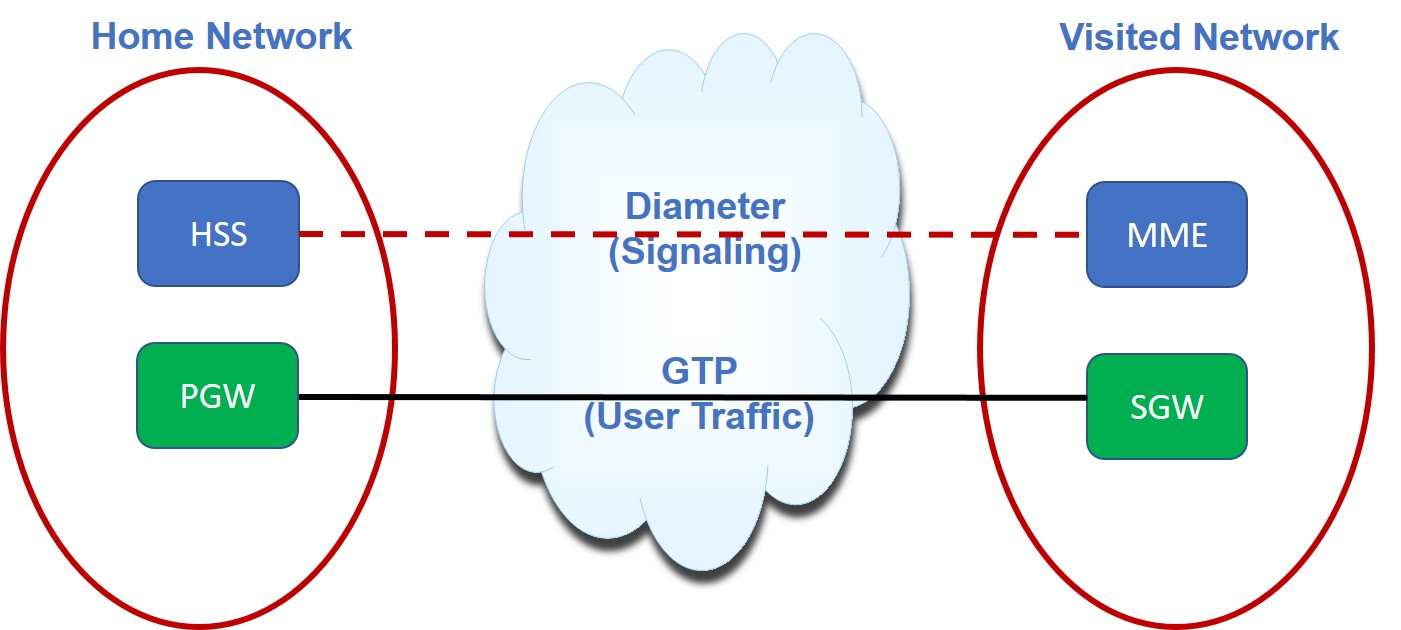 Home Network
Visited Network
HSS
Diameter
(Signaling)
MME
PGW
GTP
(User Traffic)
SGW